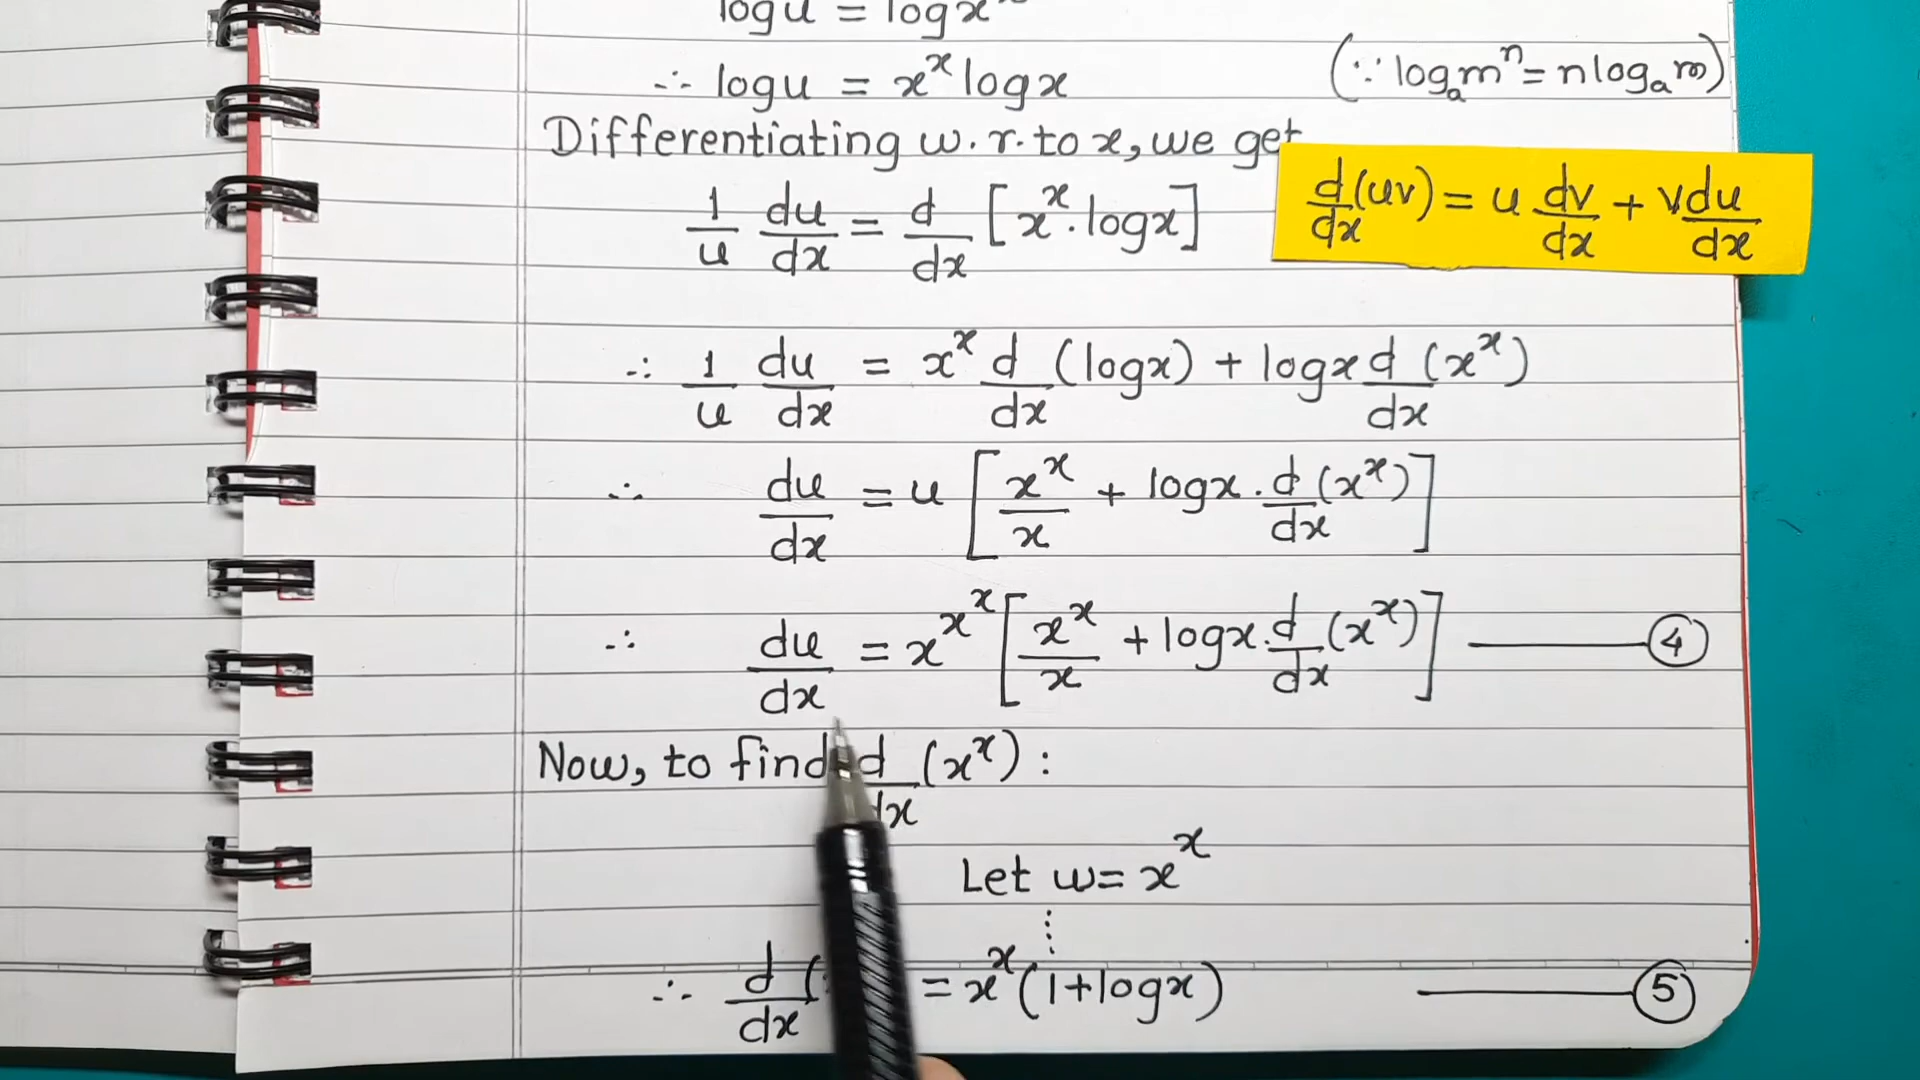 log u = log x
∴ log u = x^x log x (∵ log_a m^n = n log_a m)
Differentiating w.r.to x, we get
1/u du/dx = d/dx [x^x . log x]
d/dx (uv) = u dv/dx + v du/dx
∴ 1/u du/dx = x^x d/dx (log x) + log x d/dx (x^x)
∴ du/dx = u [x^x/x + log x . d/dx (x^x)]
∴ du/dx = x^x^x [x^x/x + log x . d/dx (x^x)] ——— ④
Now, to find d/dx (x^x) :
Let w = x^x
⋮
∴ d/dx ( = x^x (1 + log x) ——— ⑤